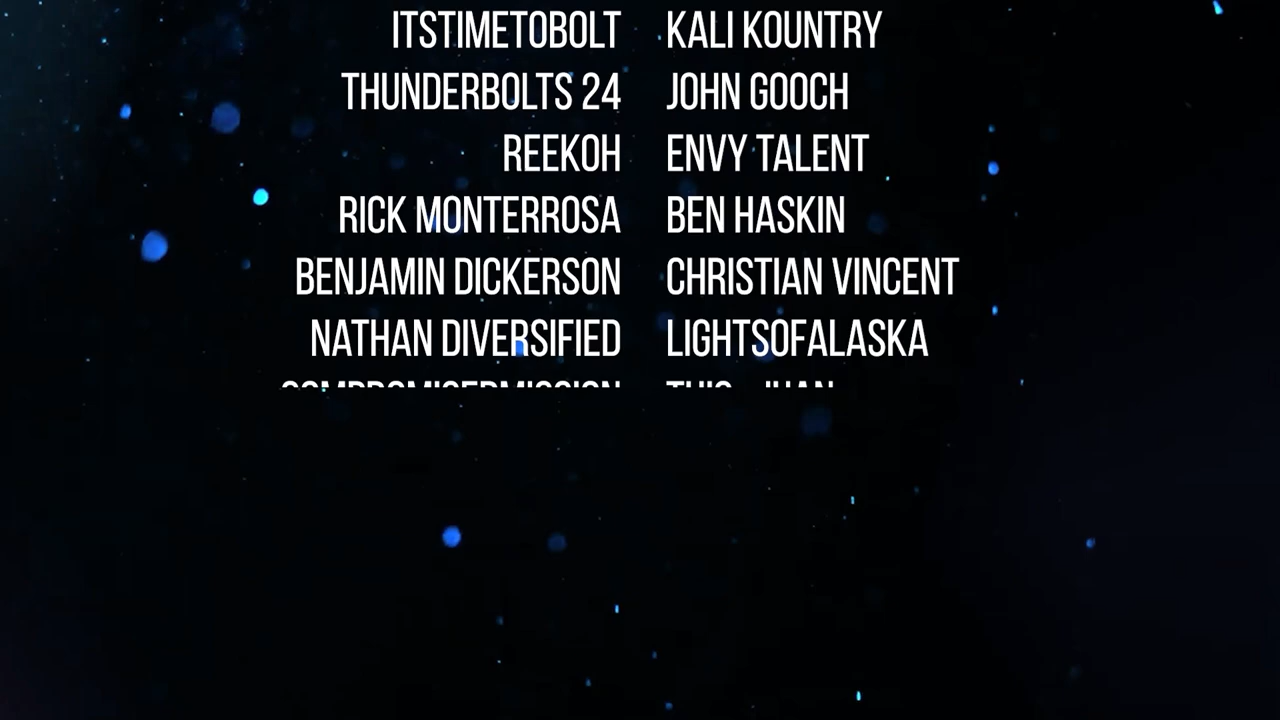 ITSTIMETOBOLT KALI KOUNTRY
THUNDERBOLTS 24 JOHN GOOCH
REEKOH ENVY TALENT
RICK MONTERROSA BEN HASKIN
BENJAMIN DICKERSON CHRISTIAN VINCENT
NATHAN DIVERSIFIED LIGHTSOFALASKA